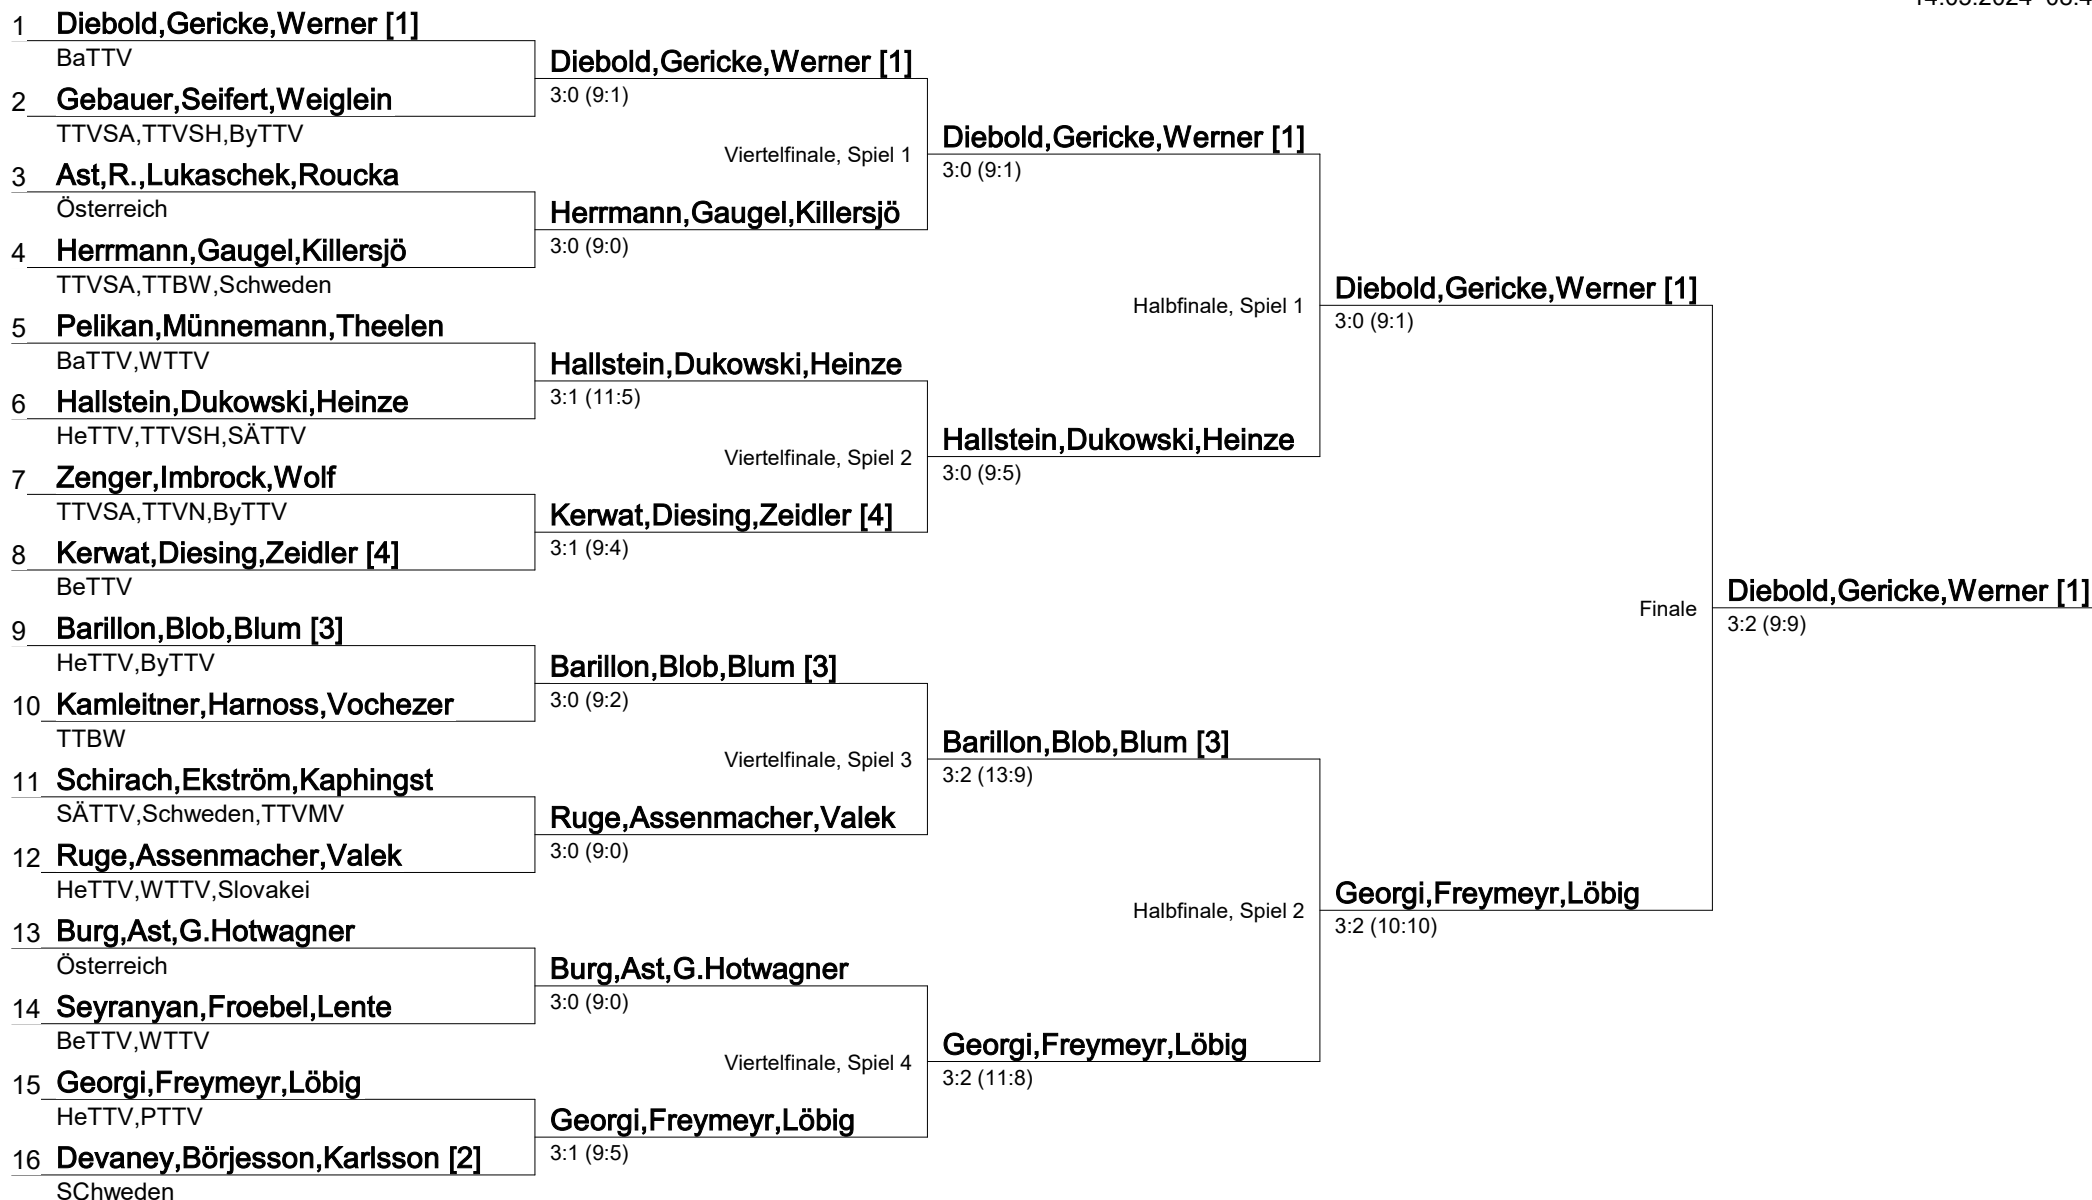 1 Diebold,Gericke,Werner [1]
BaTTV
2 Gebauer,Seifert,Weiglein
TTVSA,TTVSH,ByTTV
3 Ast,R.,Lukaschek,Roucka
Österreich
4 Herrmann,Gaugel,Killersjö
TTVSA,TTBW,Schweden
5 Pelikan,Münnemann,Theelen
BaTTV,WTTV
6 Hallstein,Dukowski,Heinze
HeTTV,TTVSH,SÄTTV
7 Zenger,Imbrock,Wolf
TTVSA,TTVN,ByTTV
8 Kerwat,Diesing,Zeidler [4]
BeTTV
9 Barillon,Blob,Blum [3]
HeTTV,ByTTV
10 Kamleitner,Harnoss,Vochezer
TTBW
11 Schirach,Ekström,Kaphingst
SÄTTV,Schweden,TTVMV
12 Ruge,Assenmacher,Valek
HeTTV,WTTV,Slovakei
13 Burg,Ast,G.Hotwagner
Österreich
14 Seyranyan,Froebel,Lente
BeTTV,WTTV
15 Georgi,Freymeyr,Löbig
HeTTV,PTTV
16 Devaney,Börjesson,Karlsson [2]
SChweden
Diebold,Gericke,Werner [1]
3:0 (9:1)
Viertelfinale, Spiel 1
Herrmann,Gaugel,Killersjö
3:0 (9:0)
Hallstein,Dukowski,Heinze
3:1 (11:5)
Viertelfinale, Spiel 2
Kerwat,Diesing,Zeidler [4]
3:1 (9:4)
Barillon,Blob,Blum [3]
3:0 (9:2)
Viertelfinale, Spiel 3
Ruge,Assenmacher,Valek
3:0 (9:0)
Burg,Ast,G.Hotwagner
3:0 (9:0)
Viertelfinale, Spiel 4
Georgi,Freymeyr,Löbig
3:1 (9:5)
Diebold,Gericke,Werner [1]
3:0 (9:1)
Halbfinale, Spiel 1
Hallstein,Dukowski,Heinze
3:0 (9:5)
Barillon,Blob,Blum [3]
3:2 (13:9)
Halbfinale, Spiel 2
Georgi,Freymeyr,Löbig
3:2 (11:8)
Diebold,Gericke,Werner [1]
3:0 (9:1)
Finale
Georgi,Freymeyr,Löbig
3:2 (10:10)
Diebold,Gericke,Werner [1]
3:2 (9:9)